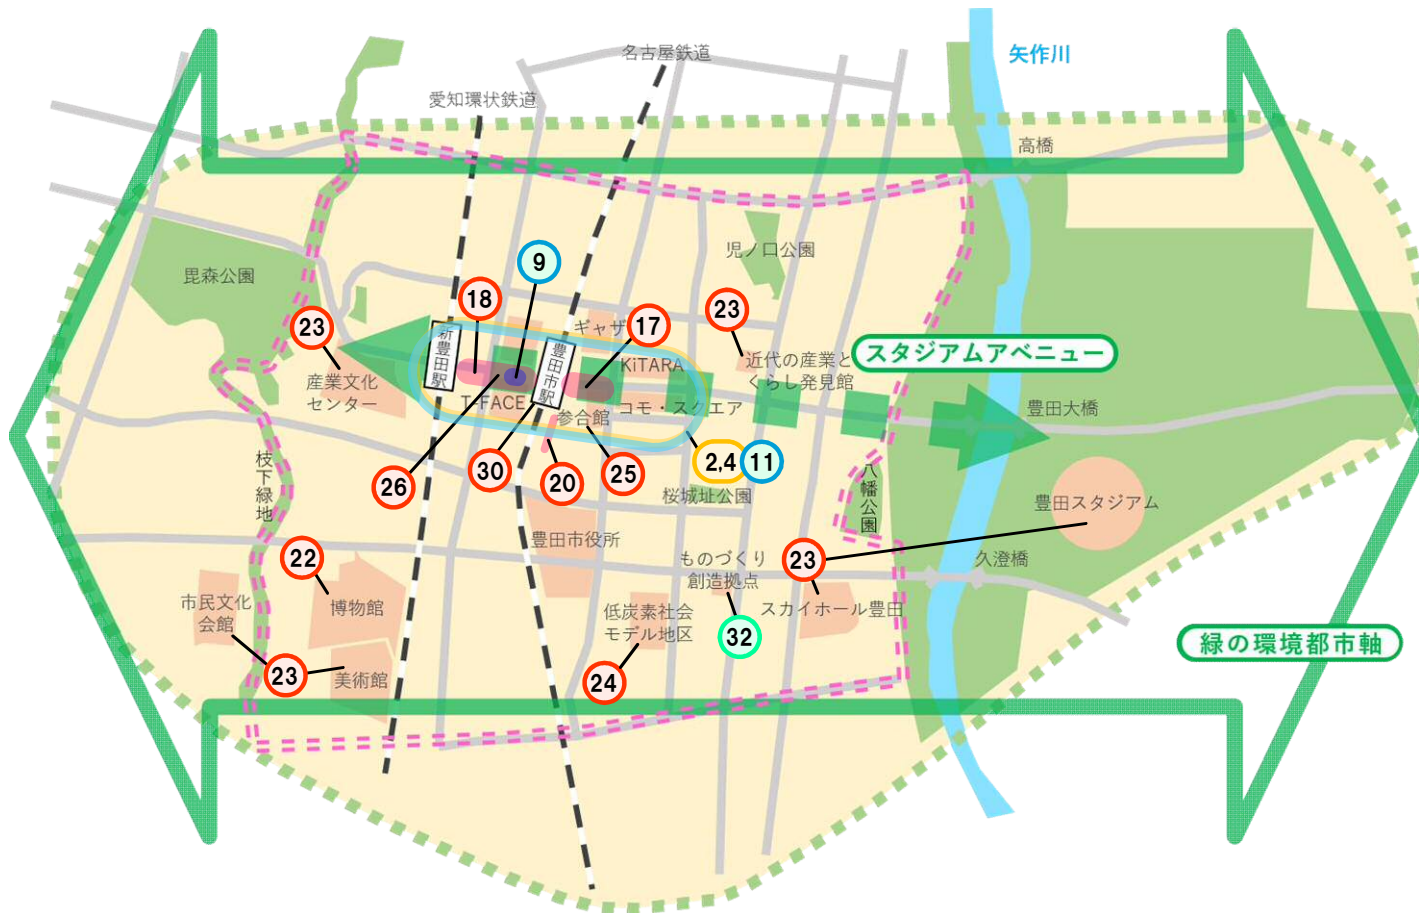 名古屋鉄道
矢作川
愛知環状鉄道
高橋
児ノ口公園
毘森公園
9
18
23
17
23
ギャザ
新豊田駅
豊田市駅
KiTARA
近代の産業と
くらし発見館
スタジアムアベニュー
産業文化
センター
T-FACE
参合館
コモ・スクエア
豊田大橋
26
30
20
25
2,4
11
枝下緑地
桜城址公園
八幡公園
豊田スタジアム
豊田市役所
22
ものづくり
創造拠点
23
久澄橋
市民文化
会館
博物館
低炭素社会
モデル地区
スカイホール豊田
32
緑の環境都市軸
23
美術館
24